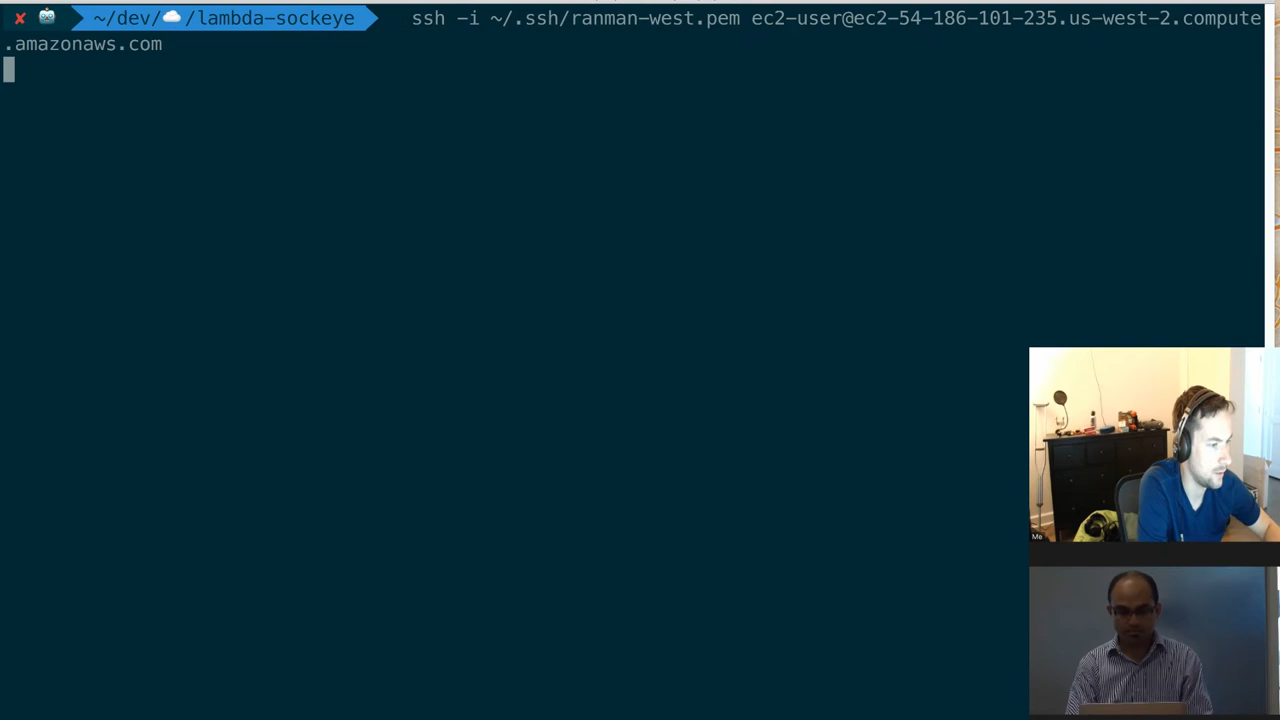 ✘ 🤖 ~/dev/☁️ /lambda-sockeye ssh -i ~/.ssh/ranman-west.pem ec2-user@ec2-54-186-101-235.us-west-2.compute
.amazonaws.com
Me